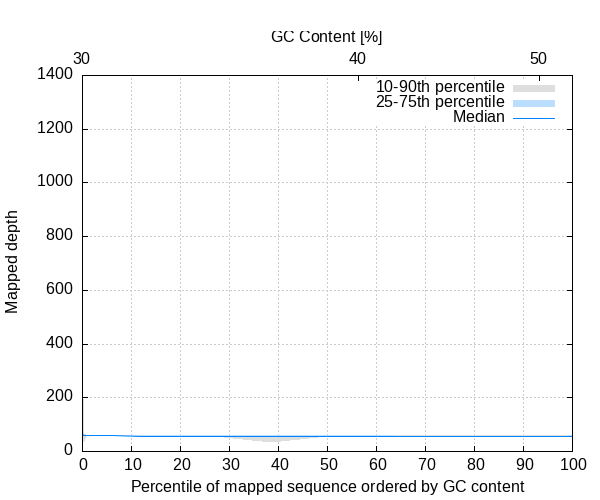 GC Content [%]
30 40 50
1400
10-90th percentile
25-75th percentile
Median
1200
1000
800
600
400
200
0
Mapped depth
0 10 20 30 40 50 60 70 80 90 100
Percentile of mapped sequence ordered by GC content